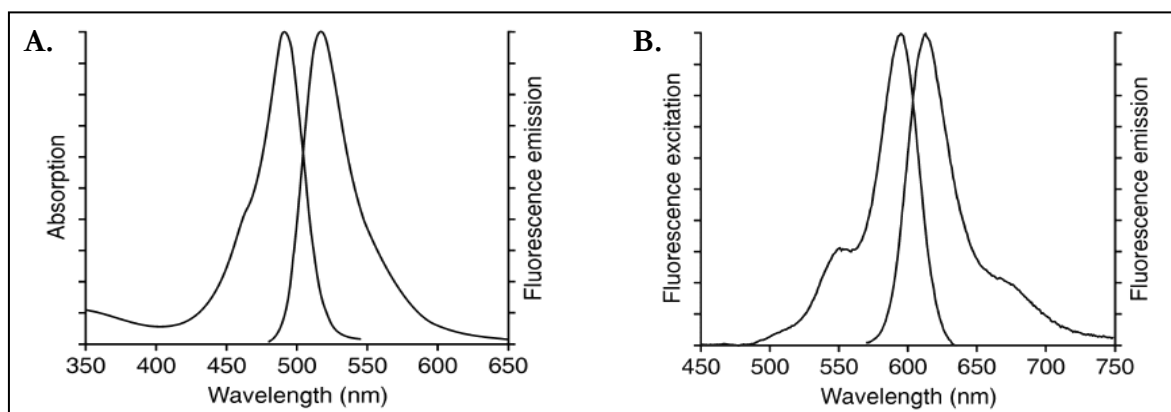 A.
Absorption
Fluorescence emission
350 400 450 500 550 600 650
Wavelength (nm)
B.
Fluorescence excitation
Fluorescence emission
450 500 550 600 650 700 750
Wavelength (nm)